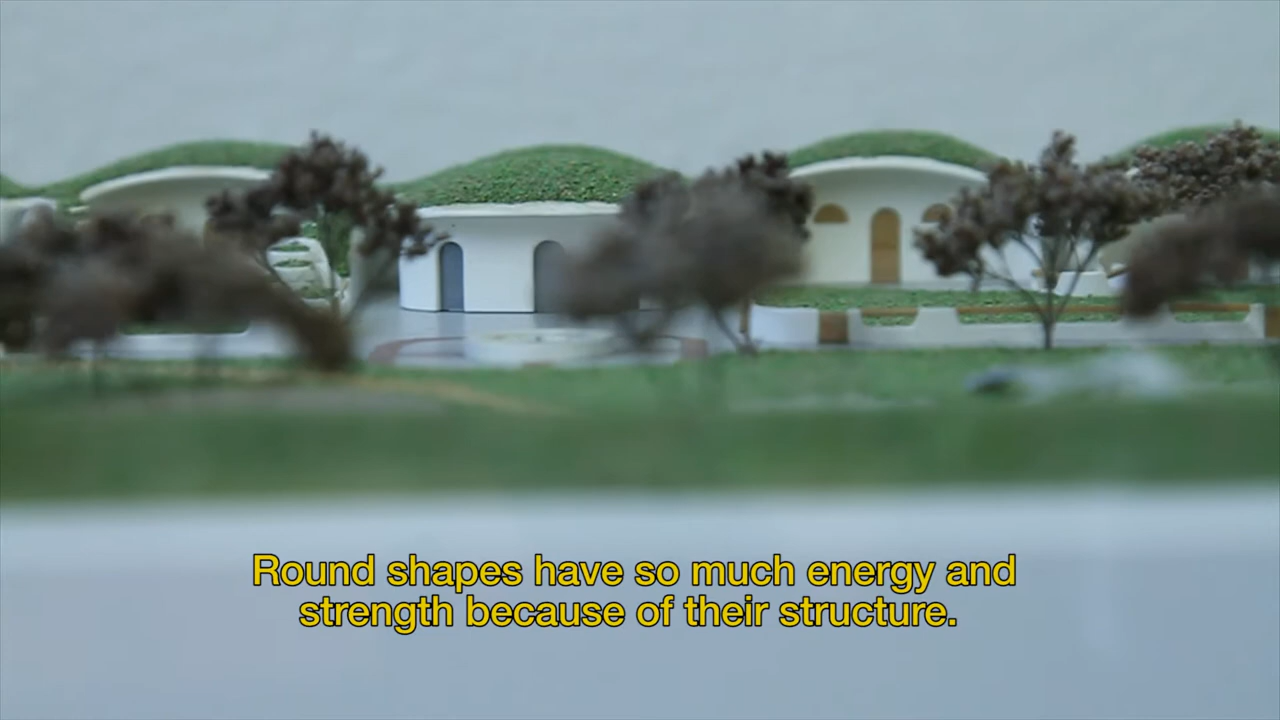 Round shapes have so much energy and
strength because of their structure.